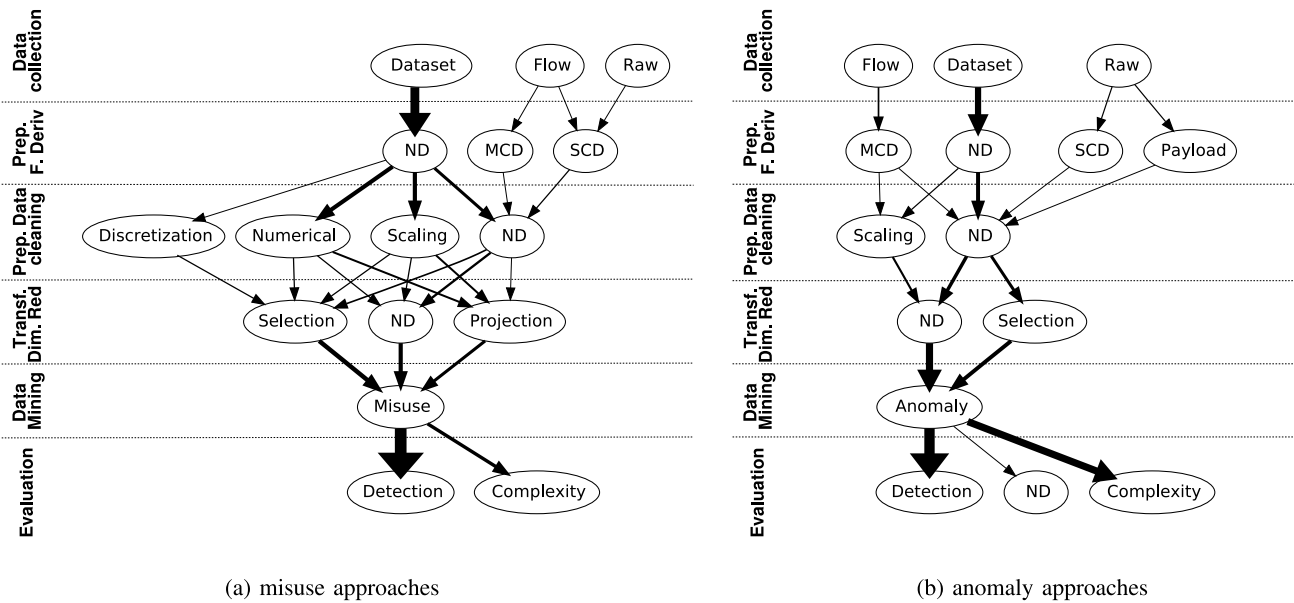 Data
collection
Dataset
Flow
Raw
Prep.
F. Deriv
ND
MCD
SCD
Prep. Data
cleaning
Discretization
Numerical
Scaling
ND
Transf.
Dim. Red
Selection
ND
Projection
Data
Mining
Misuse
Evaluation
Detection
Complexity
(a) misuse approaches
Data
collection
Flow
Dataset
Raw
Prep.
F. Deriv
MCD
ND
SCD
Payload
Prep. Data
cleaning
Scaling
ND
Transf.
Dim. Red
ND
Selection
Data
Mining
Anomaly
Evaluation
Detection
ND
Complexity
(b) anomaly approaches